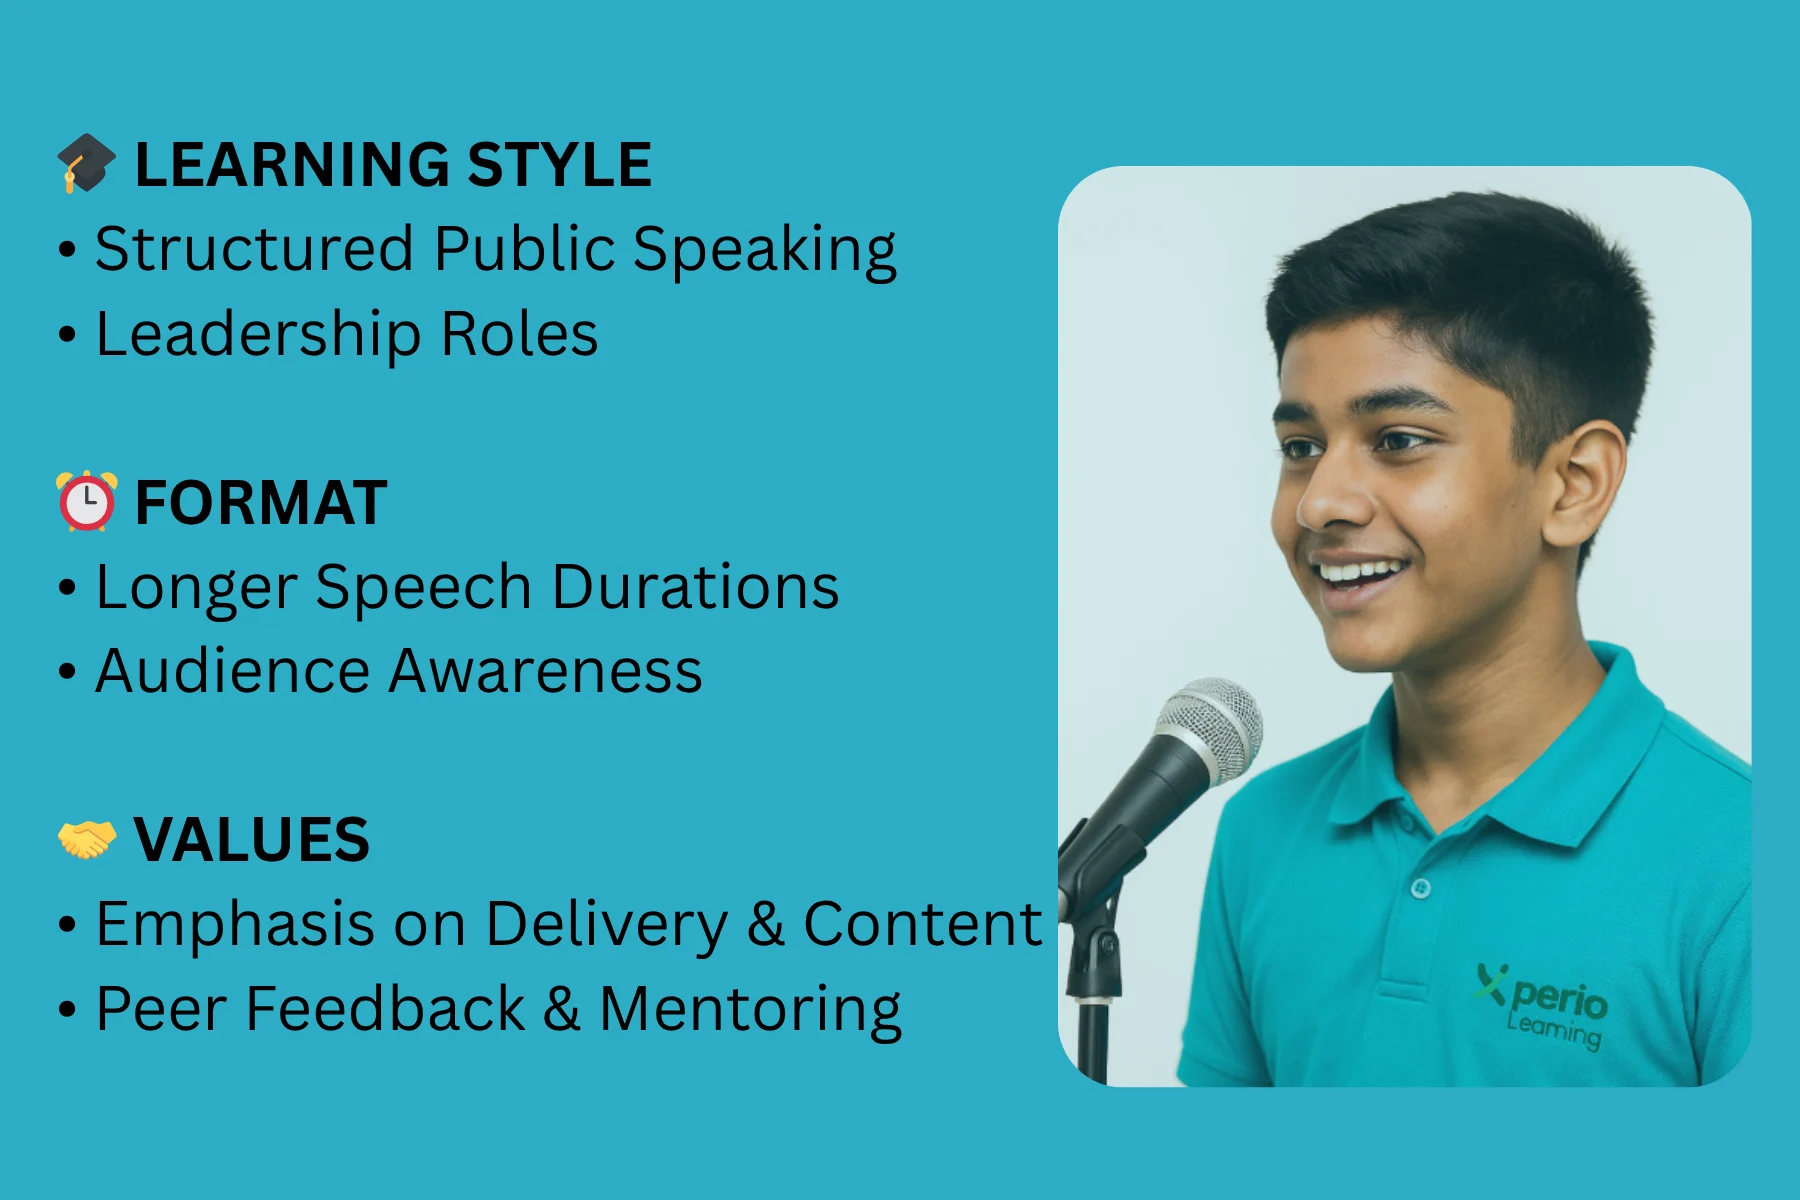 🎓 LEARNING STYLE
• Structured Public Speaking
• Leadership Roles
⏰ FORMAT
• Longer Speech Durations
• Audience Awareness
🤝 VALUES
• Emphasis on Delivery & Content
• Peer Feedback & Mentoring
Xperio
Learning